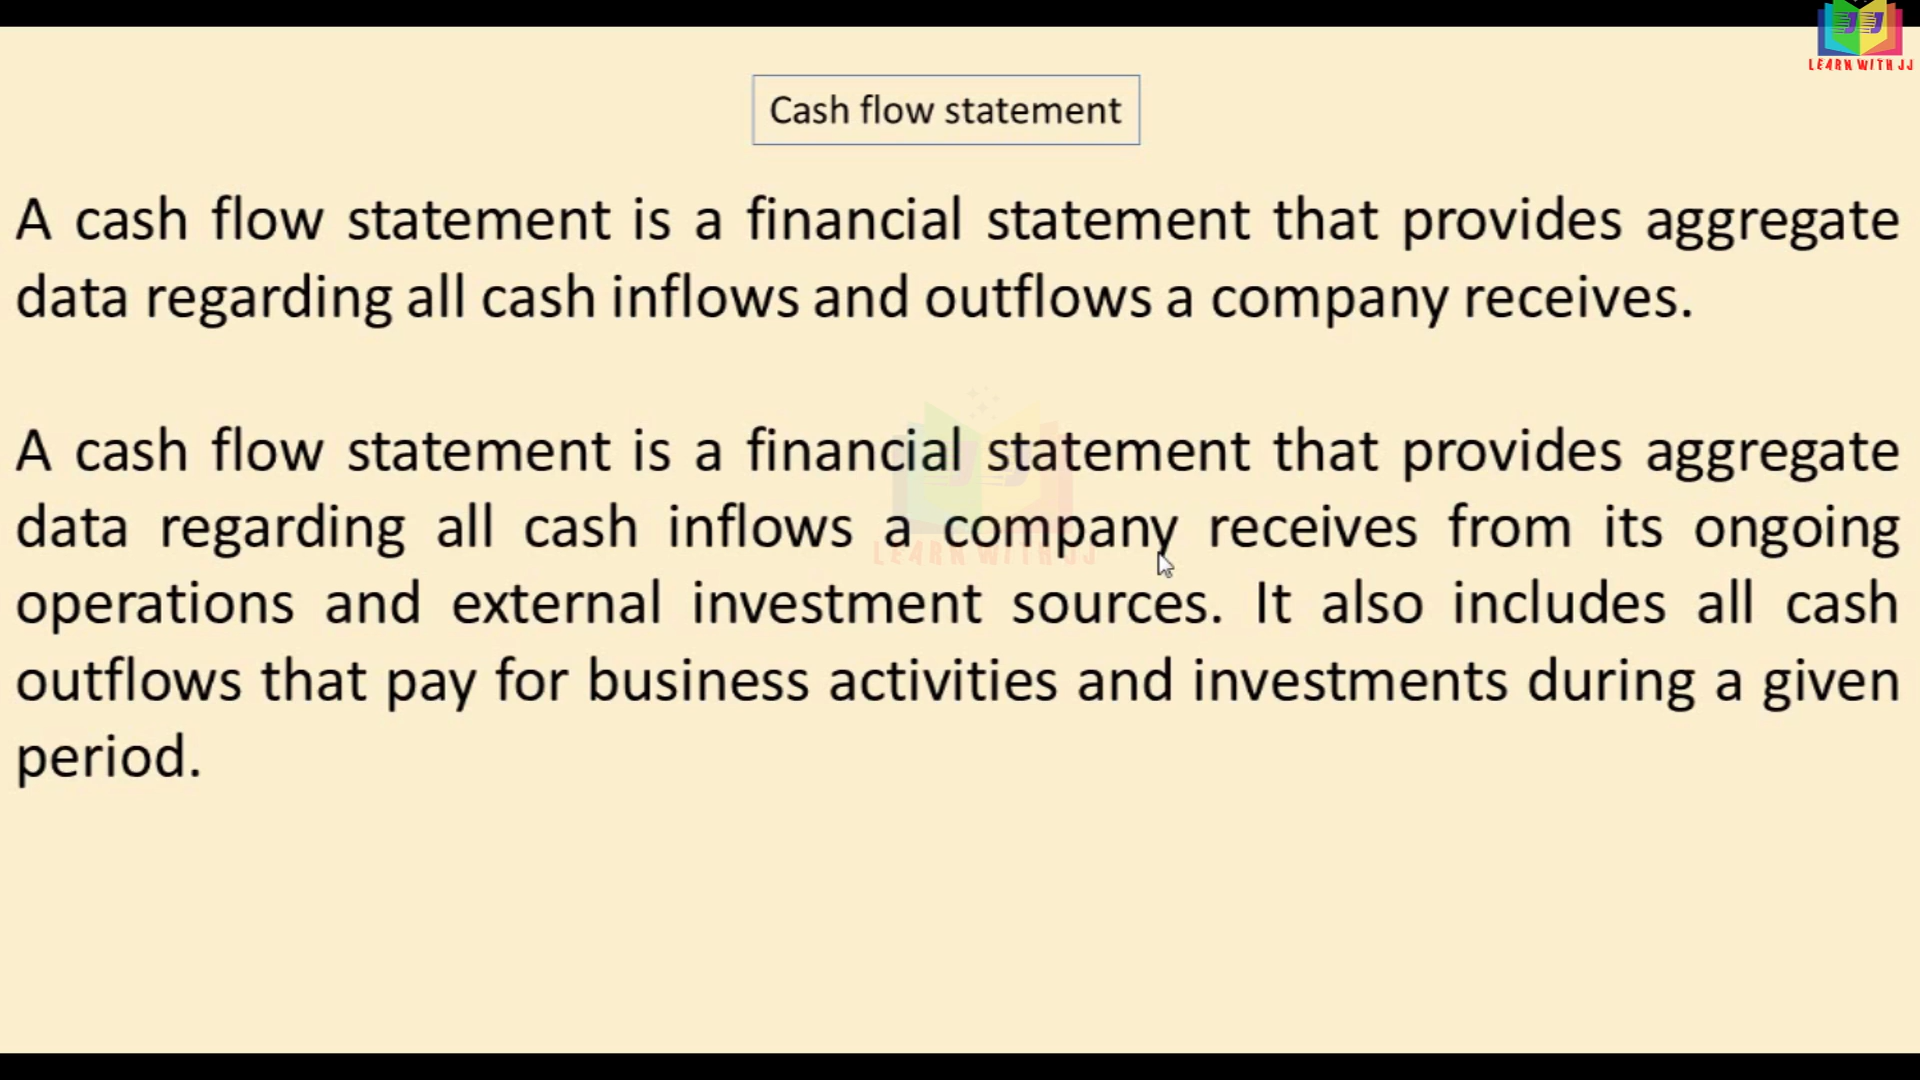 LEARN WITH JJ
Cash flow statement
A cash flow statement is a financial statement that provides aggregate
data regarding all cash inflows and outflows a company receives.
A cash flow statement is a financial statement that provides aggregate
data regarding all cash inflows a company receives from its ongoing
LEARN WITH JJ
operations and external investment sources. It also includes all cash
outflows that pay for business activities and investments during a given
period.